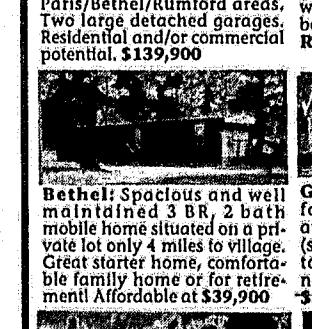 Paris/Bethel/Rumford areas.
Two large detached garages.
Residential and/or commercial
potential. $139,900
Bethel: Spacious and well
maintained 3 BR, 2 bath
mobile home situated on a pri-
vate lot only 4 miles to village.
Great starter home, comforta-
ble family home or for retire-
ment! Affordable at $39,900